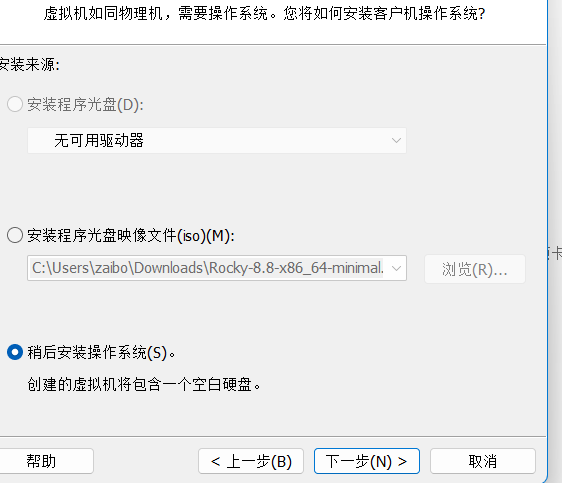 虚拟机如同物理机，需要操作系统。您将如何安装客户机操作系统?
安装来源:
安装程序光盘(D):
无可用驱动器
安装程序光盘映像文件(iso)(M):
C:\Users\zaibo\Downloads\Rocky-8.8-x86_64-minimal.
浏览(R)...
稍后安装操作系统(S)。
创建的虚拟机将包含一个空白硬盘。
帮助
< 上一步(B)
下一步(N) >
取消